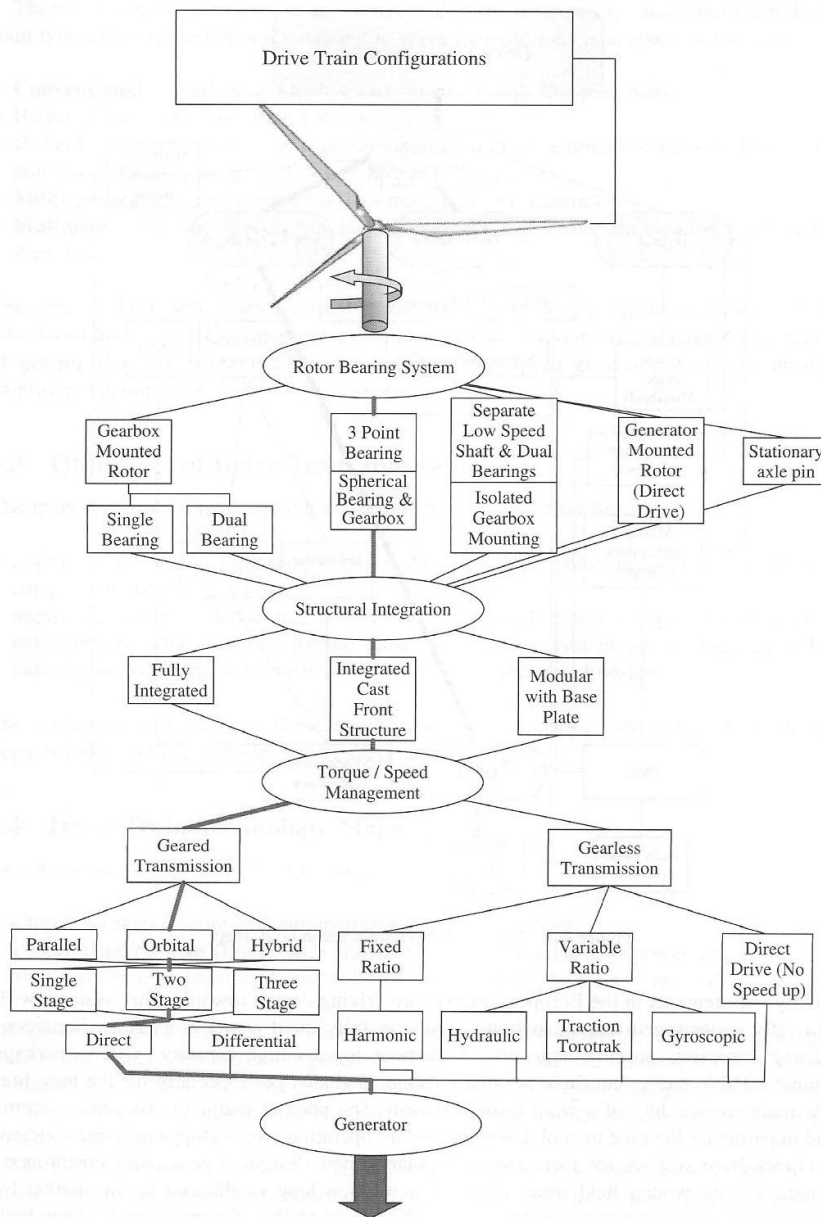 Drive Train Configurations
Rotor Bearing System
Gearbox
Mounted
Rotor
3 Point
Bearing
Spherical
Bearing &
Gearbox
Separate
Low Speed
Shaft & Dual
Bearings
Isolated
Gearbox
Mounting
Generator
Mounted
Rotor
(Direct
Drive)
Stationary
axle pin
Single
Bearing
Dual
Bearing
Structural Integration
Fully
Integrated
Integrated
Cast
Front
Structure
Modular
with Base
Plate
Torque / Speed
Management
Geared
Transmission
Gearless
Transmission
Parallel
Orbital
Hybrid
Fixed
Ratio
Variable
Ratio
Direct
Drive (No
Speed up)
Single
Stage
Two
Stage
Three
Stage
Direct
Differential
Harmonic
Hydraulic
Traction
Torotrak
Gyroscopic
Generator